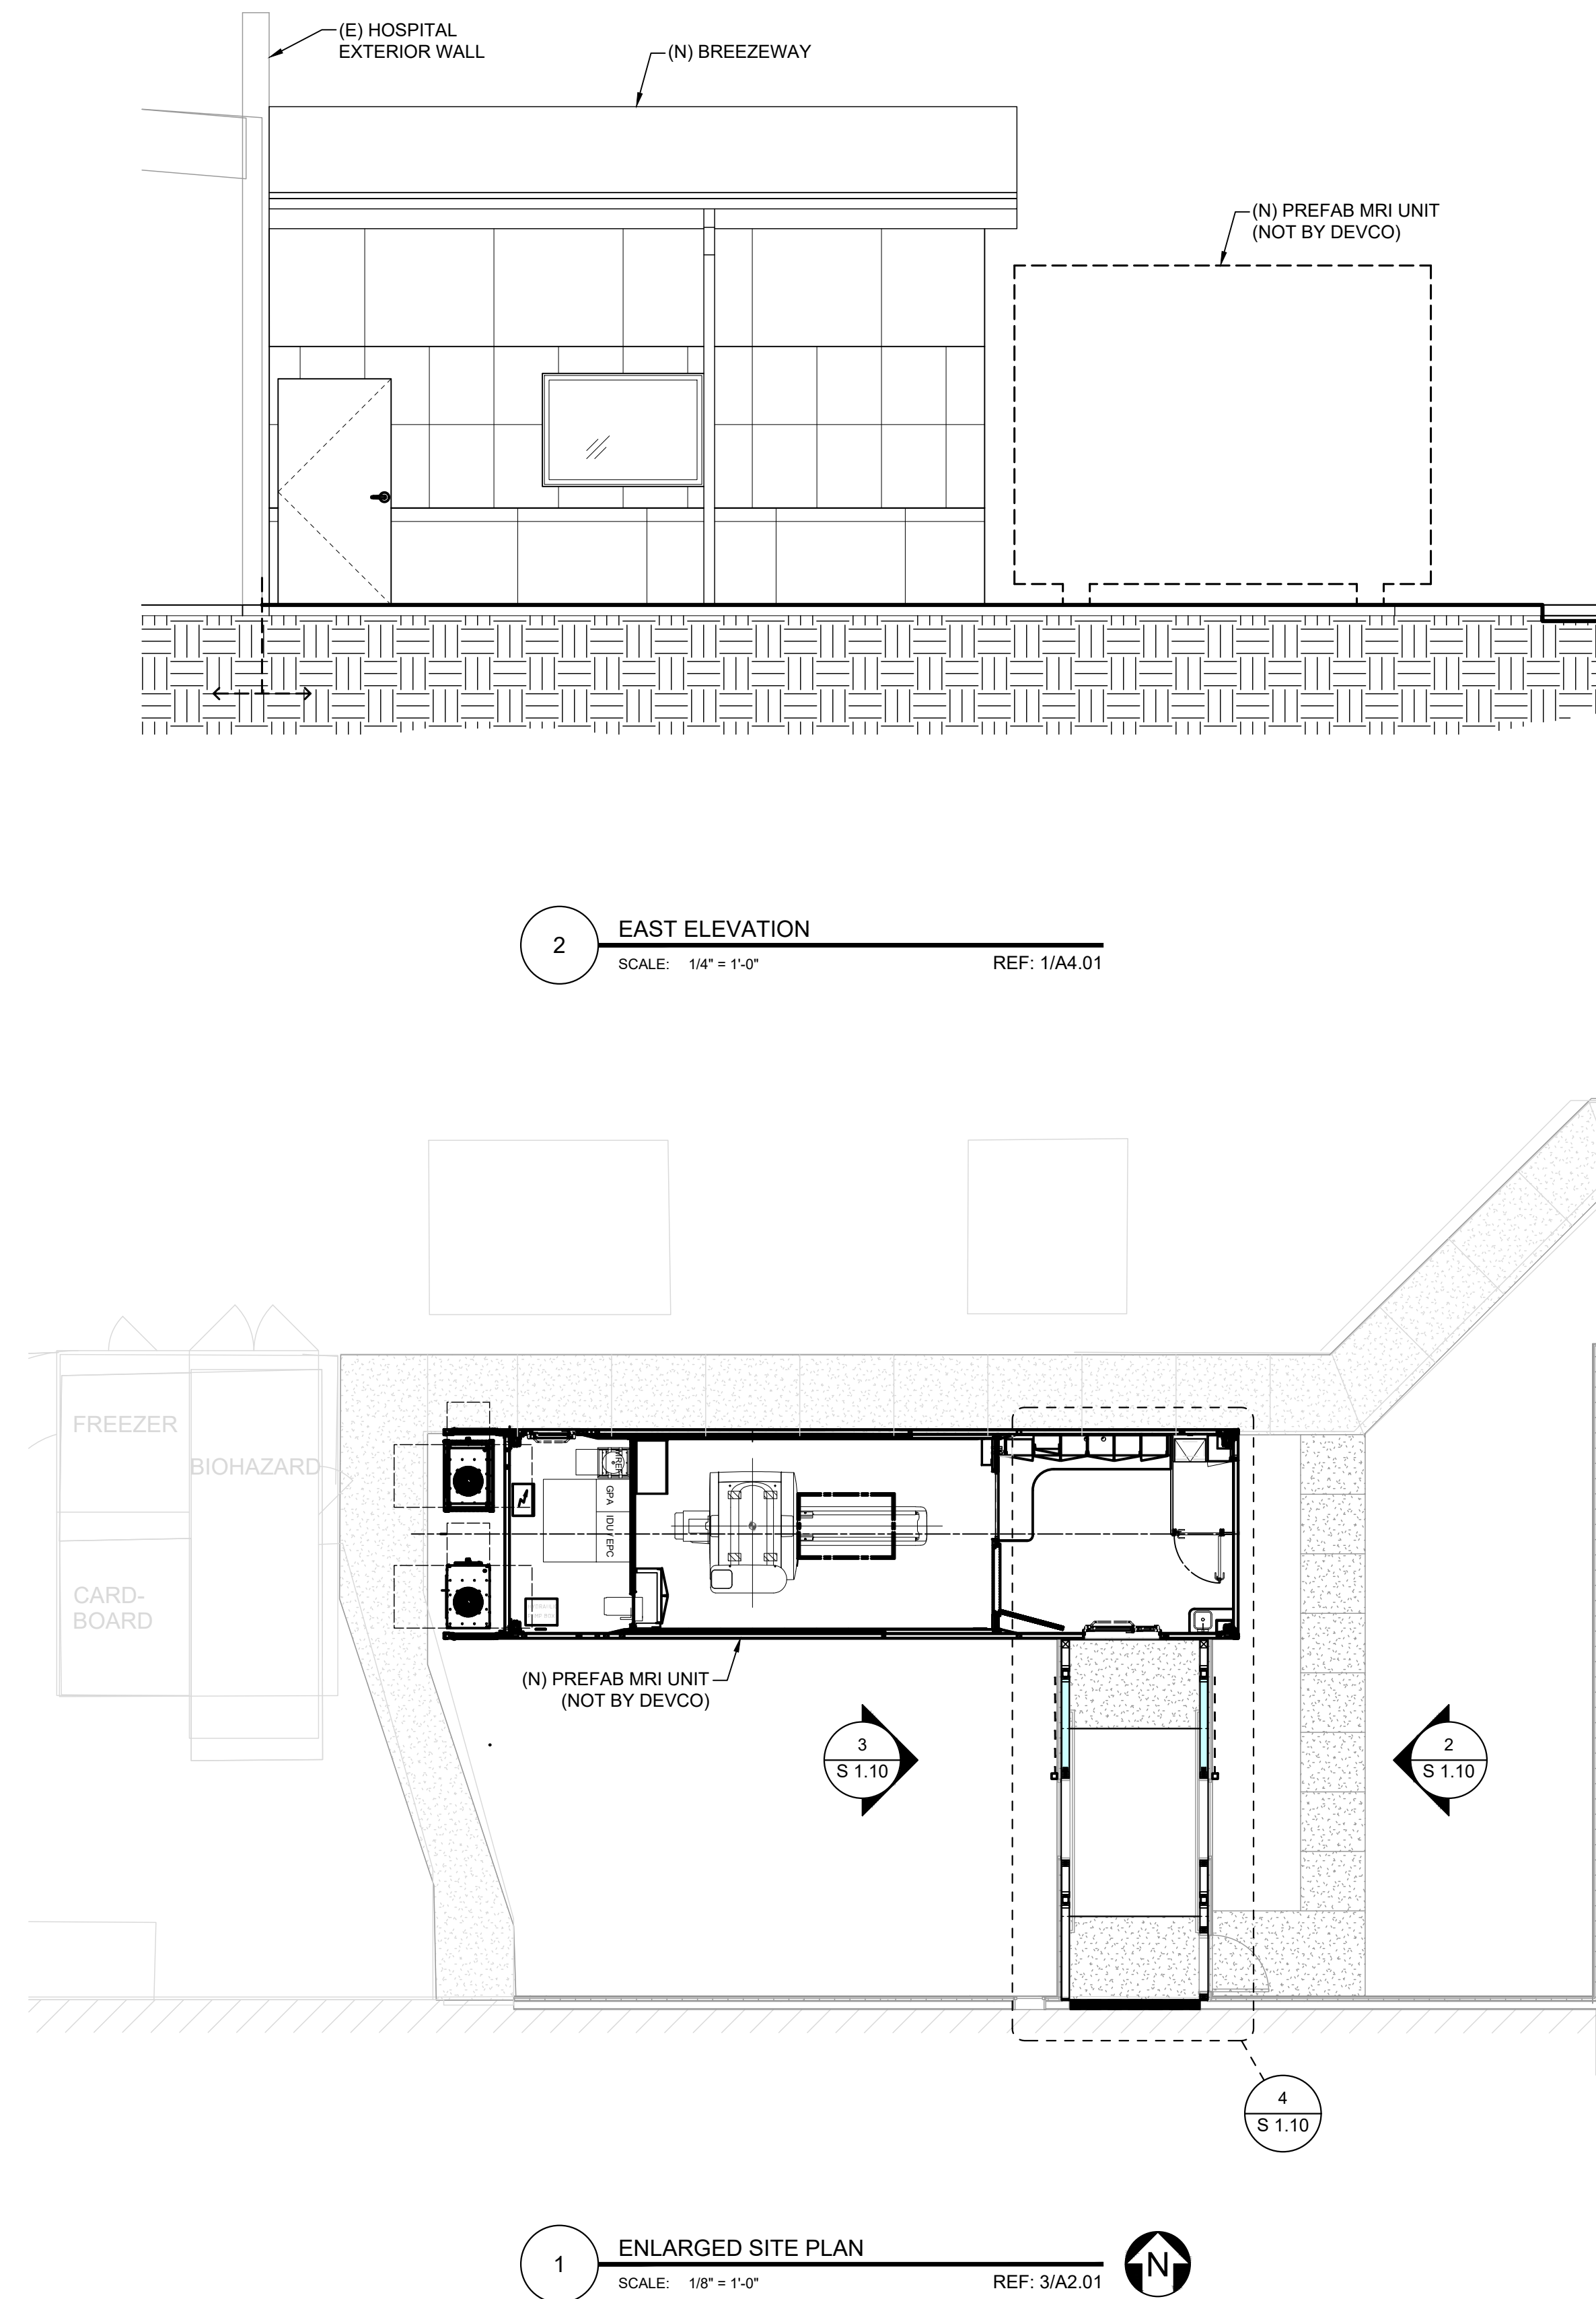 (E) HOSPITAL
EXTERIOR WALL
(N) BREEZEWAY
(N) PREFAB MRI UNIT
(NOT BY DEVCO)
2
EAST ELEVATION
SCALE: 1/4" = 1'-0"
REF: 1/A4.01
FREEZER
BIOHAZARD
CARD-
BOARD
GPA
IDU / EPC
(N) PREFAB MRI UNIT
(NOT BY DEVCO)
3
S 1.10
2
S 1.10
4
S 1.10
1
ENLARGED SITE PLAN
SCALE: 1/8" = 1'-0"
REF: 3/A2.01
N